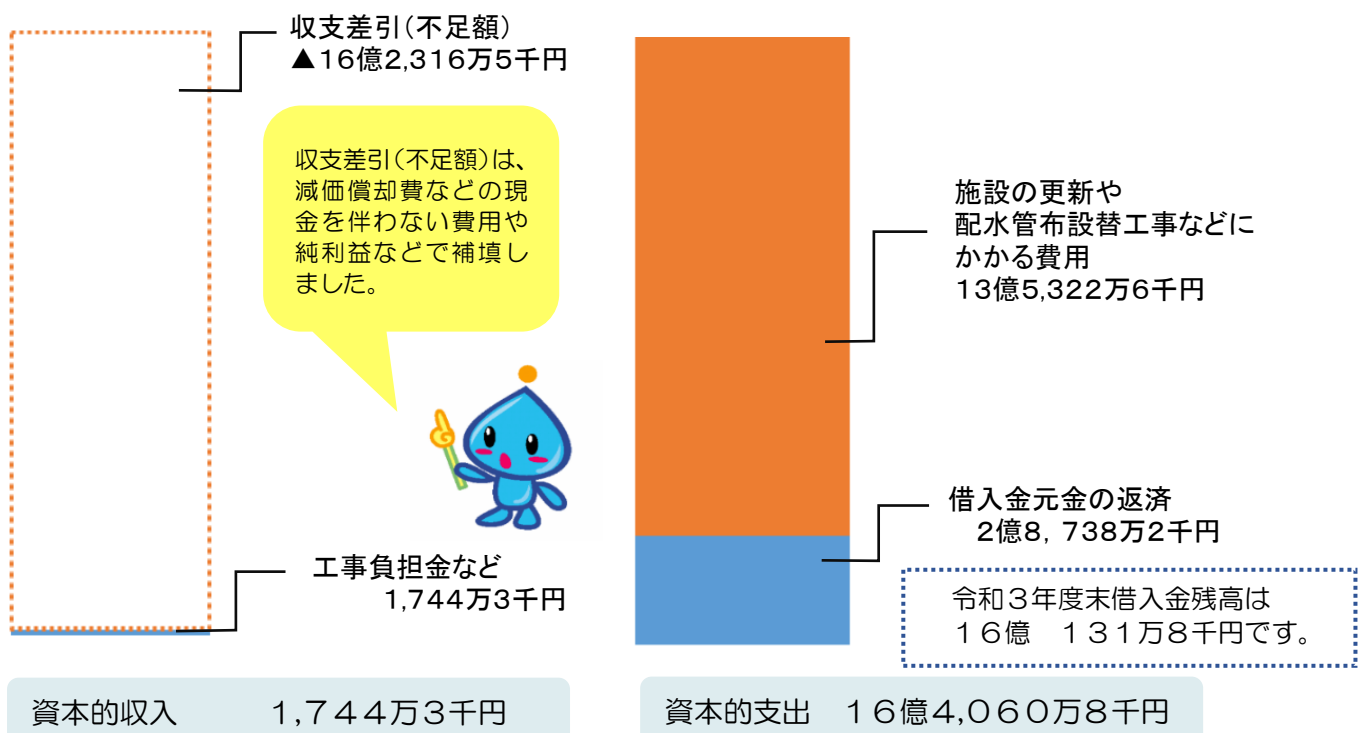 収支差引(不足額)
▲16億2,316万5千円
収支差引(不足額)は、
減価償却費などの現
金を伴わない費用や
純利益などで補填し
ました。
工事負担金など
1,744万3千円
資本的収入 1,744万3千円
施設の更新や
配水管布設替工事などに
かかる費用
13億5,322万6千円
借入金元金の返済
2億8,738万2千円
令和3年度末借入金残高は
16億 131万8千円です。
資本的支出 16億4,060万8千円